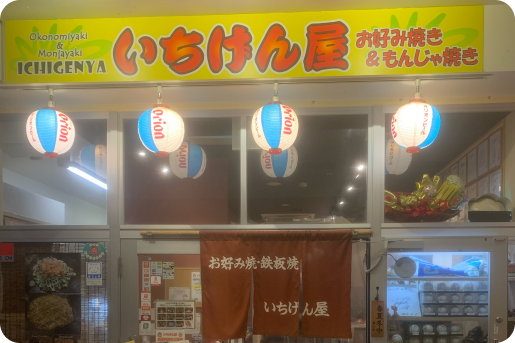 Okonomiyaki
&
Monjayaki
ICHIGENYA
いちげん屋
お好み焼き
&もんじゃ焼き
Orion
Orion
Orion
お好み焼・鉄板焼
いちげん屋